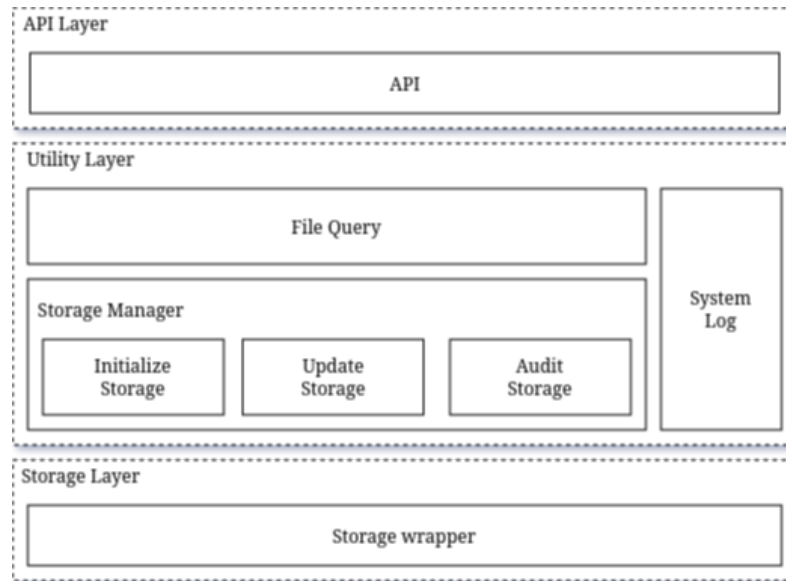 API Layer
API
Utility Layer
File Query
System
Log
Storage Manager
Initialize
Storage
Update
Storage
Audit
Storage
Storage Layer
Storage wrapper